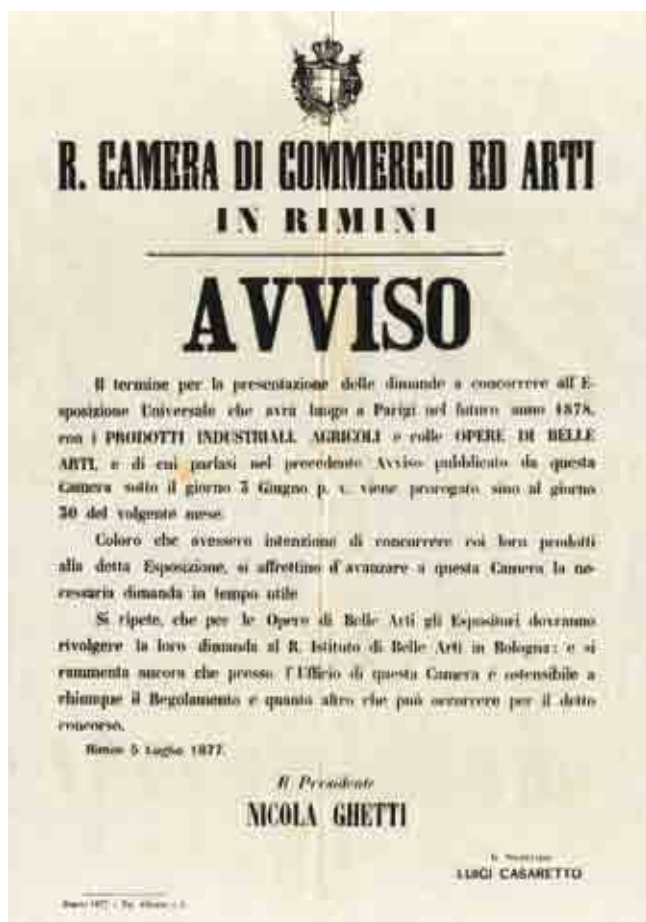 R. CAMERA DI COMMERCIO ED ARTI
IN RIMINI
AVVISO
Il termine per la presentazione delle dimande a concorrere all'E-
sposizione Universale che avrà luogo a Parigi nel futuro anno 1878,
con i PRODOTTI INDUSTRIALI, AGRICOLI e colle OPERE DI BELLE
ARTI, e di cui parlasi nel precedente Avviso pubblicato da questa
Camera sotto il giorno 5 Giugno p. v. viene prorogato sino al giorno
30 del volgente mese.
Coloro che avessero intenzione di concorrere coi loro prodotti
alla detta Esposizione, si affrettino d'avanzare a questa Camera la ne-
cessaria dimanda in tempo utile
Si ripete, che per le Opere di Belle Arti gli Espositori dovranno
rivolgere la loro dimanda al R. Istituto di Belle Arti in Bologna: e si
rammenta ancora che presso l'Ufficio di questa Camera è ostensibile a
chiunque il Regolamento e quanto altro che può occorrere per il detto
concorso.
Rimini 5 Luglio 1877.
Il Presidente
NICOLA GHETTI
LUIGI CASARETTO
1877